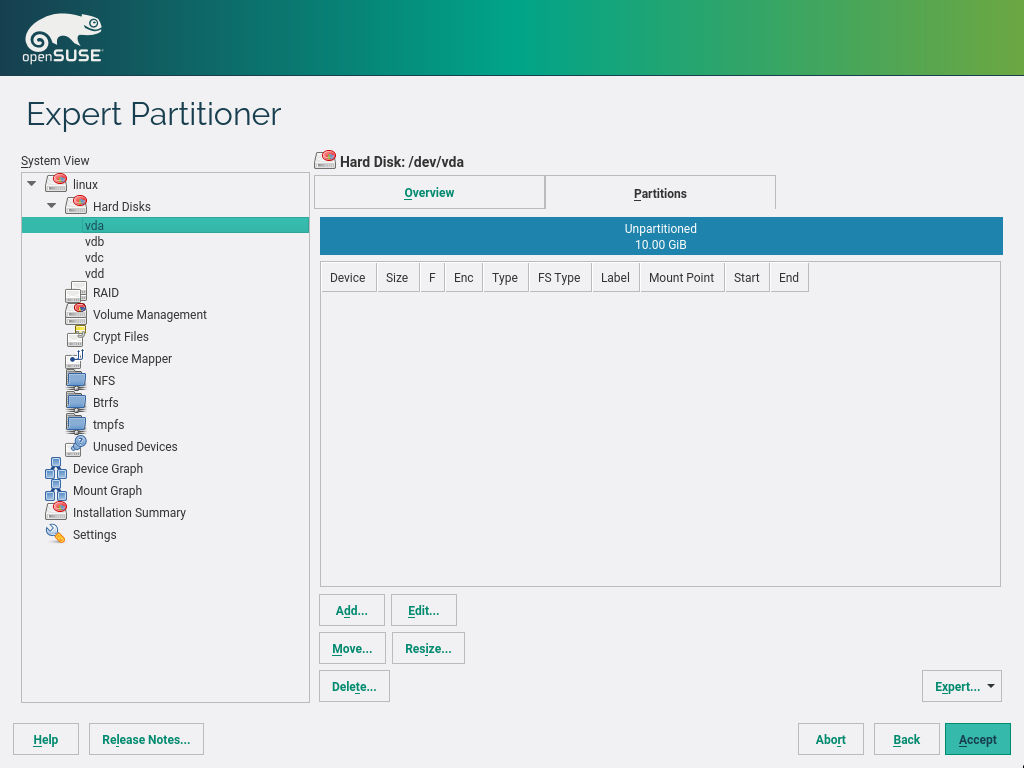 openSUSE
Expert Partitioner
System View
linux
Hard Disks
vda
vdb
vdc
vdd
RAID
Volume Management
Crypt Files
Device Mapper
NFS
Btrfs
tmpfs
Unused Devices
Device Graph
Mount Graph
Installation Summary
Settings
Hard Disk: /dev/vda
Overview Partitions
Unpartitioned
10.00 GiB
Device Size F Enc Type FS Type Label Mount Point Start End
Add... Edit...
Move... Resize...
Delete... Expert...
Help Release Notes... Abort Back Accept